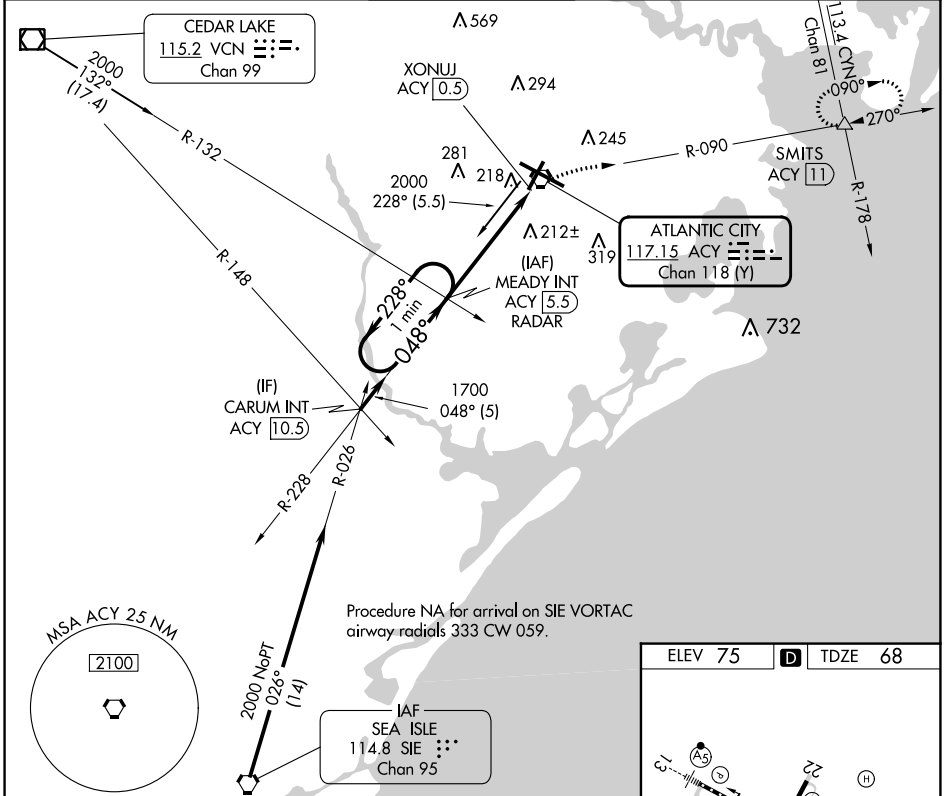 CEDAR LAKE
115.2 VCN
Chan 99
2000
132°
(17.4)
569
XONUJ
ACY 0.5
294
245
281
218
2000
228° (5.5)
R-132
R-148
113.4 CYN
Chan 81
090°
270°
R-090
SMITS
ACY 11
R-178
212±
319
ATLANTIC CITY
117.15 ACY
Chan 118 (Y)
(IAF)
MEADY INT
ACY 5.5
RADAR
732
228°
1 min
048°
(IF)
CARUM INT
ACY 10.5
1700
048° (5)
R-228
R-026
Procedure NA for arrival on SIE VORTAC
airway radials 333 CW 059.
MSA ACY 25 NM
2100
2000 NoPT
026°
(14)
IAF
SEA ISLE
114.8 SIE
Chan 95
ELEV 75 D TDZE 68
A5
P
13
22
H